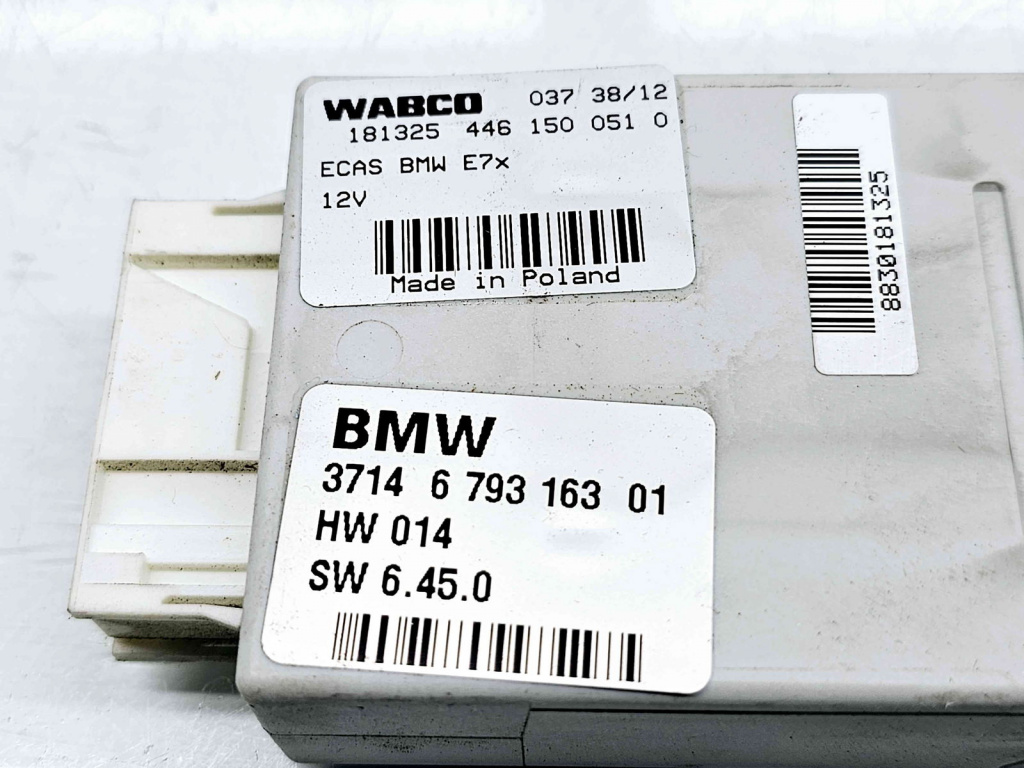 WABCO 037 38/12
181325 446 150 051 0
ECAS BMW E7x
12V
Made in Poland
8830181325
BMW
3714 6 793 163 01
HW 014
SW 6.45.0